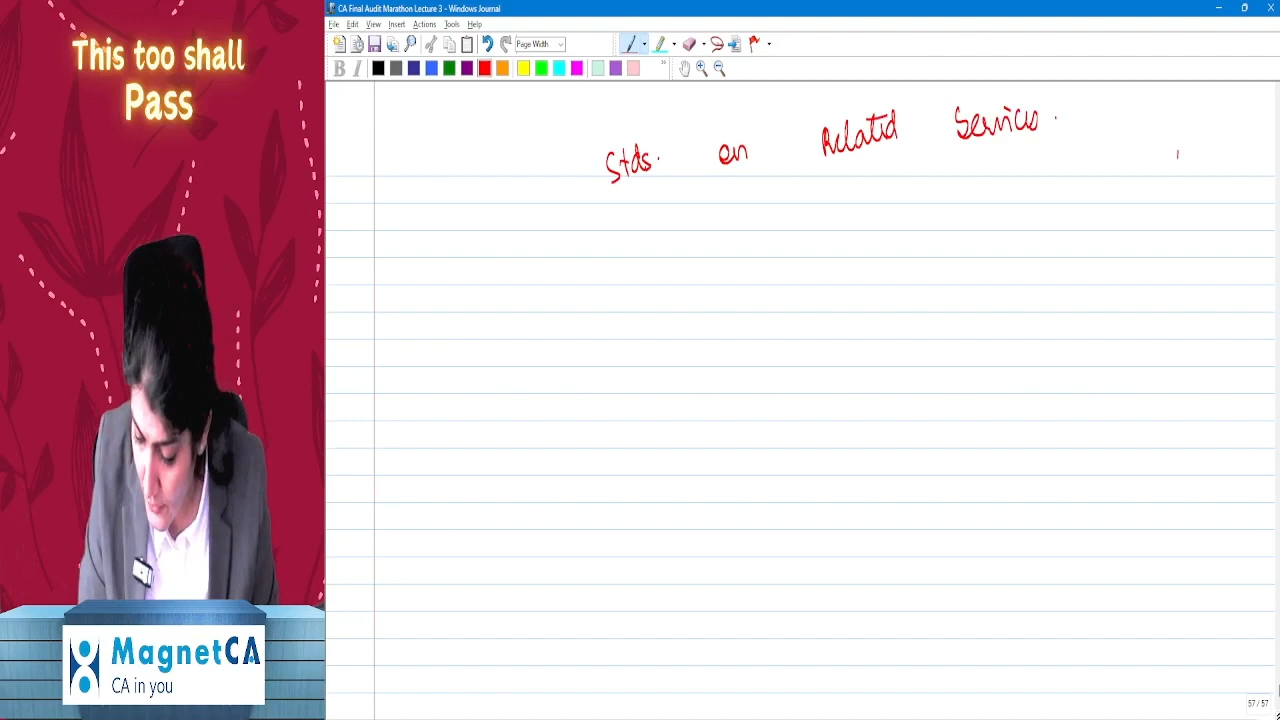 This too shall
Pass
CA Final Audit Marathon Lecture 3 - Windows Journal
File Edit View Insert Actions Tools Help
Page Width
B I
Stds. on Related Services.
MagnetCA
CA in you
57 / 57